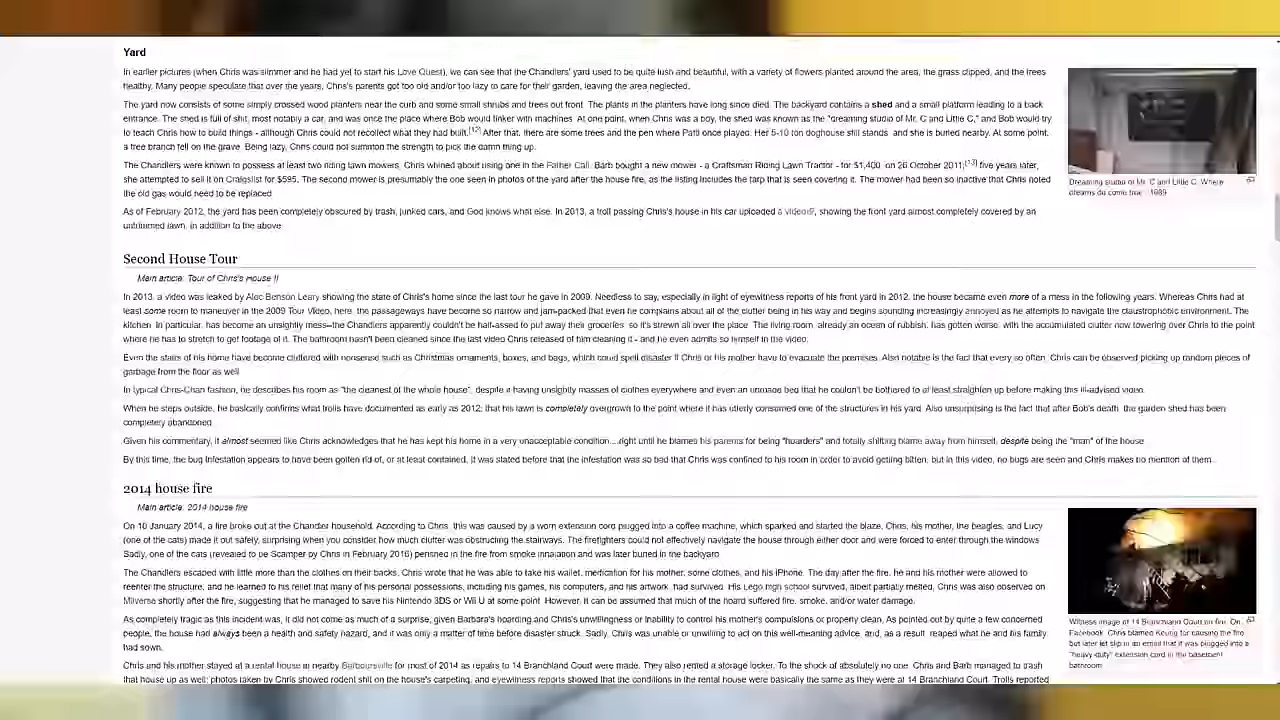 Yard
In earlier pictures (when Chris was slimmer and he had yet to start his Love Quest), we can see that the Chandlers' yard used to be quite lush and beautiful, with a variety of flowers planted around the area, the grass clipped, and the trees
healthy. Many people speculate that over the years, Chris's parents got too old and/or too lazy to care for their garden, leaving the area neglected.
The yard now consists of some simply crossed wood planters near the curb and some small shrubs and trees out front. The plants in the planters have long since died. The backyard contains a shed and a small platform leading to a back
entrance. The shed is full of shit, most notably a car, and was once the place where Bob would tinker with machines. At one point, when Chris was a boy, the shed was known as the "dreaming studio of Mr. C and Little C," and Bob would try
to teach Chris how to build things - although Chris could not recollect what they had built.[12] After that, there are some trees and the pen where Patti once played. Her 5-10 ton doghouse still stands, and she is buried nearby. At some point,
a tree branch fell on the grave. Being lazy, Chris could not summon the strength to pick the damn thing up.
The Chandlers were known to possess at least two riding lawn mowers. Chris whined about using one in the Father Call. Barb bought a new mower - a Craftsman Riding Lawn Tractor - for $1,400, on 26 October 2011;[13] five years later,
she attempted to sell it on Craigslist for $595. The second mower is presumably the one seen in photos of the yard after the house fire, as the listing includes the tarp that is seen covering it. The mower had been so inactive that Chris noted
the old gas would need to be replaced.
As of February 2012, the yard has been completely obscured by trash, junked cars, and God knows what else. In 2013, a troll passing Chris's house in his car uploaded a video, showing the front yard almost completely covered by an
untrimmed lawn, in addition to the above.
Dreaming studio of Mr. C and Little C. Where
dreams do come true - 1989
Second House Tour
Main article: Tour of Chris's House II
In 2013, a video was leaked by Alec Benson Leary showing the state of Chris's home since the last tour he gave in 2009. Needless to say, especially in light of eyewitness reports of his front yard in 2012, the house became even more of a mess in the following years. Whereas Chris had at
least some room to maneuver in the 2009 Tour Video, here, the passageways have become so narrow and jam-packed that even he complains about all of the clutter being in his way and begins sounding increasingly annoyed as he attempts to navigate the claustrophobic environment. The
kitchen, in particular, has become an unsightly mess—the Chandlers apparently couldn't be half-assed to put away their groceries, so it's strewn all over the place. The living room, already an ocean of rubbish, has gotten worse, with the accumulated clutter now towering over Chris to the point
where he has to stretch to get footage of it. The bathroom hasn't been cleaned since the last video Chris released of him cleaning it - and he even admits so himself in the video.
Even the stairs of his home have become cluttered with nonsense such as Christmas ornaments, boxes, and bags, which could spell disaster if Chris or his mother have to evacuate the premises. Also notable is the fact that every so often, Chris can be observed picking up random pieces of
garbage from the floor as well.
In typical Chris-Chan fashion, he describes his room as "the cleanest of the whole house", despite it having unsightly masses of clothes everywhere and even an unmade bed that he couldn't be bothered to at least straighten up before making this ill-advised video.
When he steps outside, he basically confirms what trolls have documented as early as 2012; that his lawn is completely overgrown to the point where it has utterly consumed one of the structures in his yard. Also unsurprising is the fact that after Bob's death, the garden shed has been
completely abandoned.
Given his commentary, it almost seemed like Chris acknowledges that he has kept his home in a very unacceptable condition....right until he blames his parents for being "hoarders" and totally shifting blame away from himself, despite being the "man" of the house.
By this time, the bug infestation appears to have been gotten rid of, or at least contained. It was stated before that the infestation was so bad that Chris was confined to his room in order to avoid getting bitten, but in this video, no bugs are seen and Chris makes no mention of them.
2014 house fire
Main article: 2014 house fire
On 10 January 2014, a fire broke out at the Chandler household. According to Chris, this was caused by a worn extension cord plugged into a coffee machine, which sparked and started the blaze. Chris, his mother, the beagles, and Lucy
(one of the cats) made it out safely, surprising when you consider how much clutter was obstructing the stairways. The firefighters could not effectively navigate the house through either door and were forced to enter through the windows.
Sadly, one of the cats (revealed to be Scamper by Chris in February 2016) perished in the fire from smoke inhalation and was later buried in the backyard.
The Chandlers escaped with little more than the clothes on their backs. Chris wrote that he was able to take his wallet, medication for his mother, some clothes, and his iPhone. The day after the fire, he and his mother were allowed to
reenter the structure, and he learned to his relief that many of his personal possessions, including his games, his computers, and his artwork, had survived. His Lego high school survived, albeit partially melted. Chris was also observed on
Miiverse shortly after the fire, suggesting that he managed to save his Nintendo 3DS or Wii U at some point. However, it can be assumed that much of the hoard suffered fire, smoke, and/or water damage.
As completely tragic as this incident was, it did not come as much of a surprise, given Barbara's hoarding and Chris's unwillingness or inability to control his mother's compulsions or properly clean. As pointed out by quite a few concerned
people, the house had always been a health and safety hazard, and it was only a matter of time before disaster struck. Sadly, Chris was unable or unwilling to act on this well-meaning advice, and, as a result, reaped what he and his family
had sown.
Chris and his mother stayed at a rental house in nearby Barboursville for most of 2014 as repairs to 14 Branchland Court were made. They also rented a storage locker. To the shock of absolutely no one, Chris and Barb managed to trash
that house up as well; photos taken by Chris showed rodent shit on the house's carpeting, and eyewitness reports showed that the conditions in the rental house were basically the same as they were at 14 Branchland Court. Trolls reported
Witness image of 14 Branchland Court on fire. On
Facebook, Chris blamed Keurig for causing the fire
but later let slip in an email that it was plugged into a
"heavy duty" extension cord in the basement
bathroom.